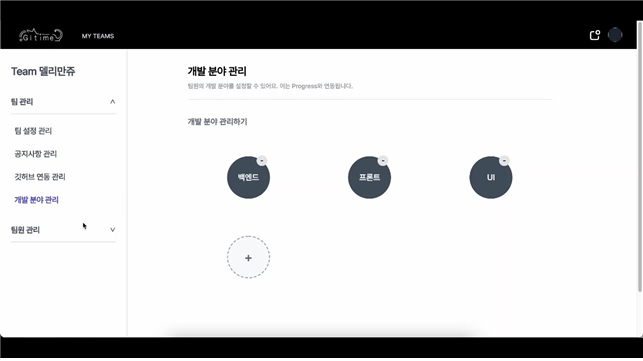 Gitime
MY TEAMS
Team 델리만쥬
팀 관리
팀 설정 관리
공지사항 관리
깃허브 연동 관리
개발 분야 관리
팀원 관리
개발 분야 관리
팀원의 개발 분야를 설정할 수 있어요. 이는 Progress와 연동됩니다.
개발 분야 관리하기
백엔드
-
프론트
-
UI
-
+